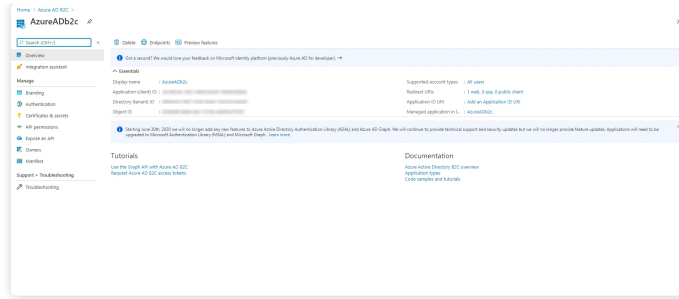 Home > Azure AD B2C >
AzureADb2c
Search (Ctrl+/)
«
Delete
Endpoints
Preview features
Overview
Integration assistant
Manage
Branding
Authentication
Certificates & secrets
API permissions
Expose an API
Owners
Manifest
Support + Troubleshooting
Troubleshooting
Got a second? We would love your feedback on Microsoft identity platform (previously Azure AD for developer). →
Essentials
Display name : AzureADb2c
Application (client) ID :
Directory (tenant) ID :
Object ID :
Supported account types : All users
Redirect URIs : 1 web, 0 spa, 0 public client
Application ID URI : Add an Application ID URI
Managed application in l... : AzureADb2c
Starting June 30th, 2020 we will no longer add any new features to Azure Active Directory Authentication Library (ADAL) and Azure AD Graph. We will continue to provide technical support and security updates but we will no longer provide feature updates. Applications will need to be
upgraded to Microsoft Authentication Library (MSAL) and Microsoft Graph. Learn more
Tutorials
Use the Graph API with Azure AD B2C
Request Azure AD B2C access tokens
Documentation
Azure Active Directory B2C overview
Application types
Code samples and tutorials